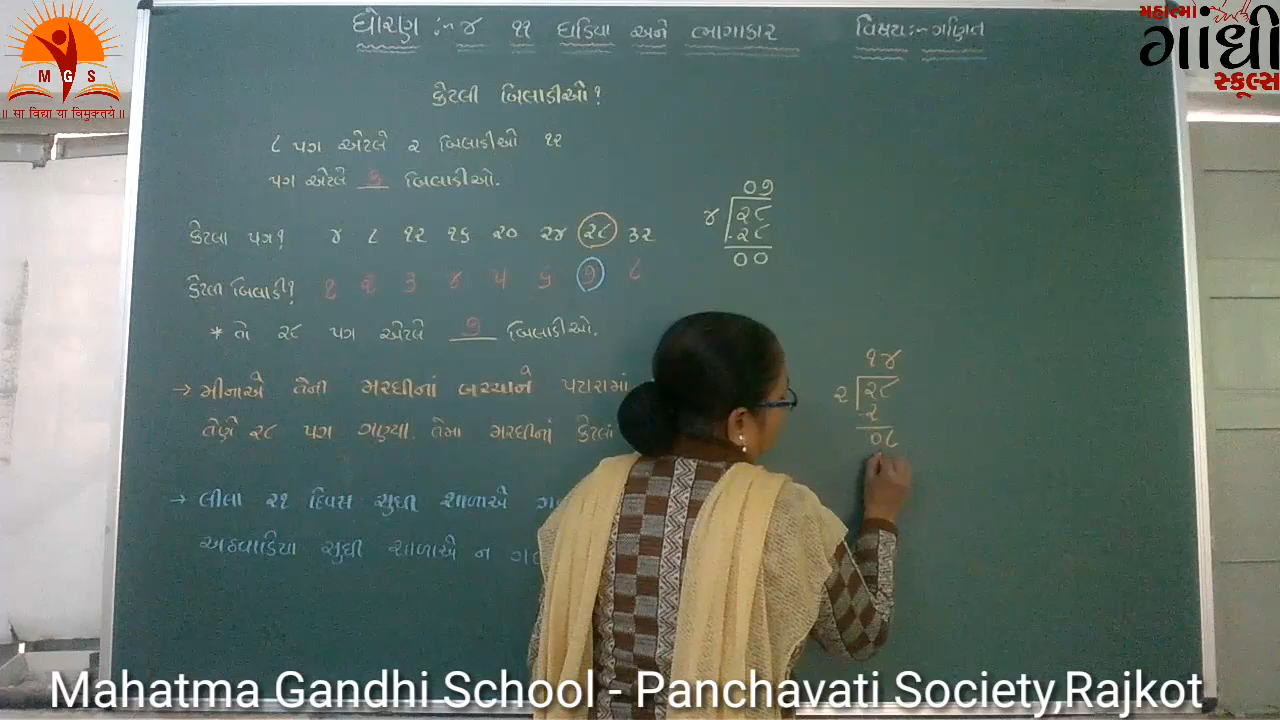 M G S
॥ सा विद्या या विमुक्तये ॥
મહાત્મા
ગાંધી
સ્કૂલ્સ
ધોરણ :- ૪ ૧૧ ઘડિયા અને ભાગાકાર વિષય :- ગણિત
કેટલી બિલાડીઓ ?
૮ પગ એટલે ૨ બિલાડીઓ ૧૨
પગ એટલે ૩ બિલાડીઓ.
કેટલા પગ ? ૪ ૮ ૧૨ ૧૬ ૨૦ ૨૪ ૨૮ ૩૨
કેટલી બિલાડી ? ૧ ૨ ૩ ૪ ૫ ૬ ૭ ૮
* તો ૨૮ પગ એટલે ૭ બિલાડીઓ.
→ મીનાએ તેની મરઘીનાં બચ્ચાંને પટારામાં
તેણે ૨૮ પગ ગણ્યા. તેમા મરઘીનાં કેટલાં
→ લીલા ૨૧ દિવસ સુધી શાળાએ
અઠવાડિયા સુધી શાળાએ ન
૦૭
૪ ૨૮
- ૨૮
૦૦
૧૪
૨ ૨૮
૨
૦૮
Mahatma Gandhi School - Panchavati Society,Rajkot